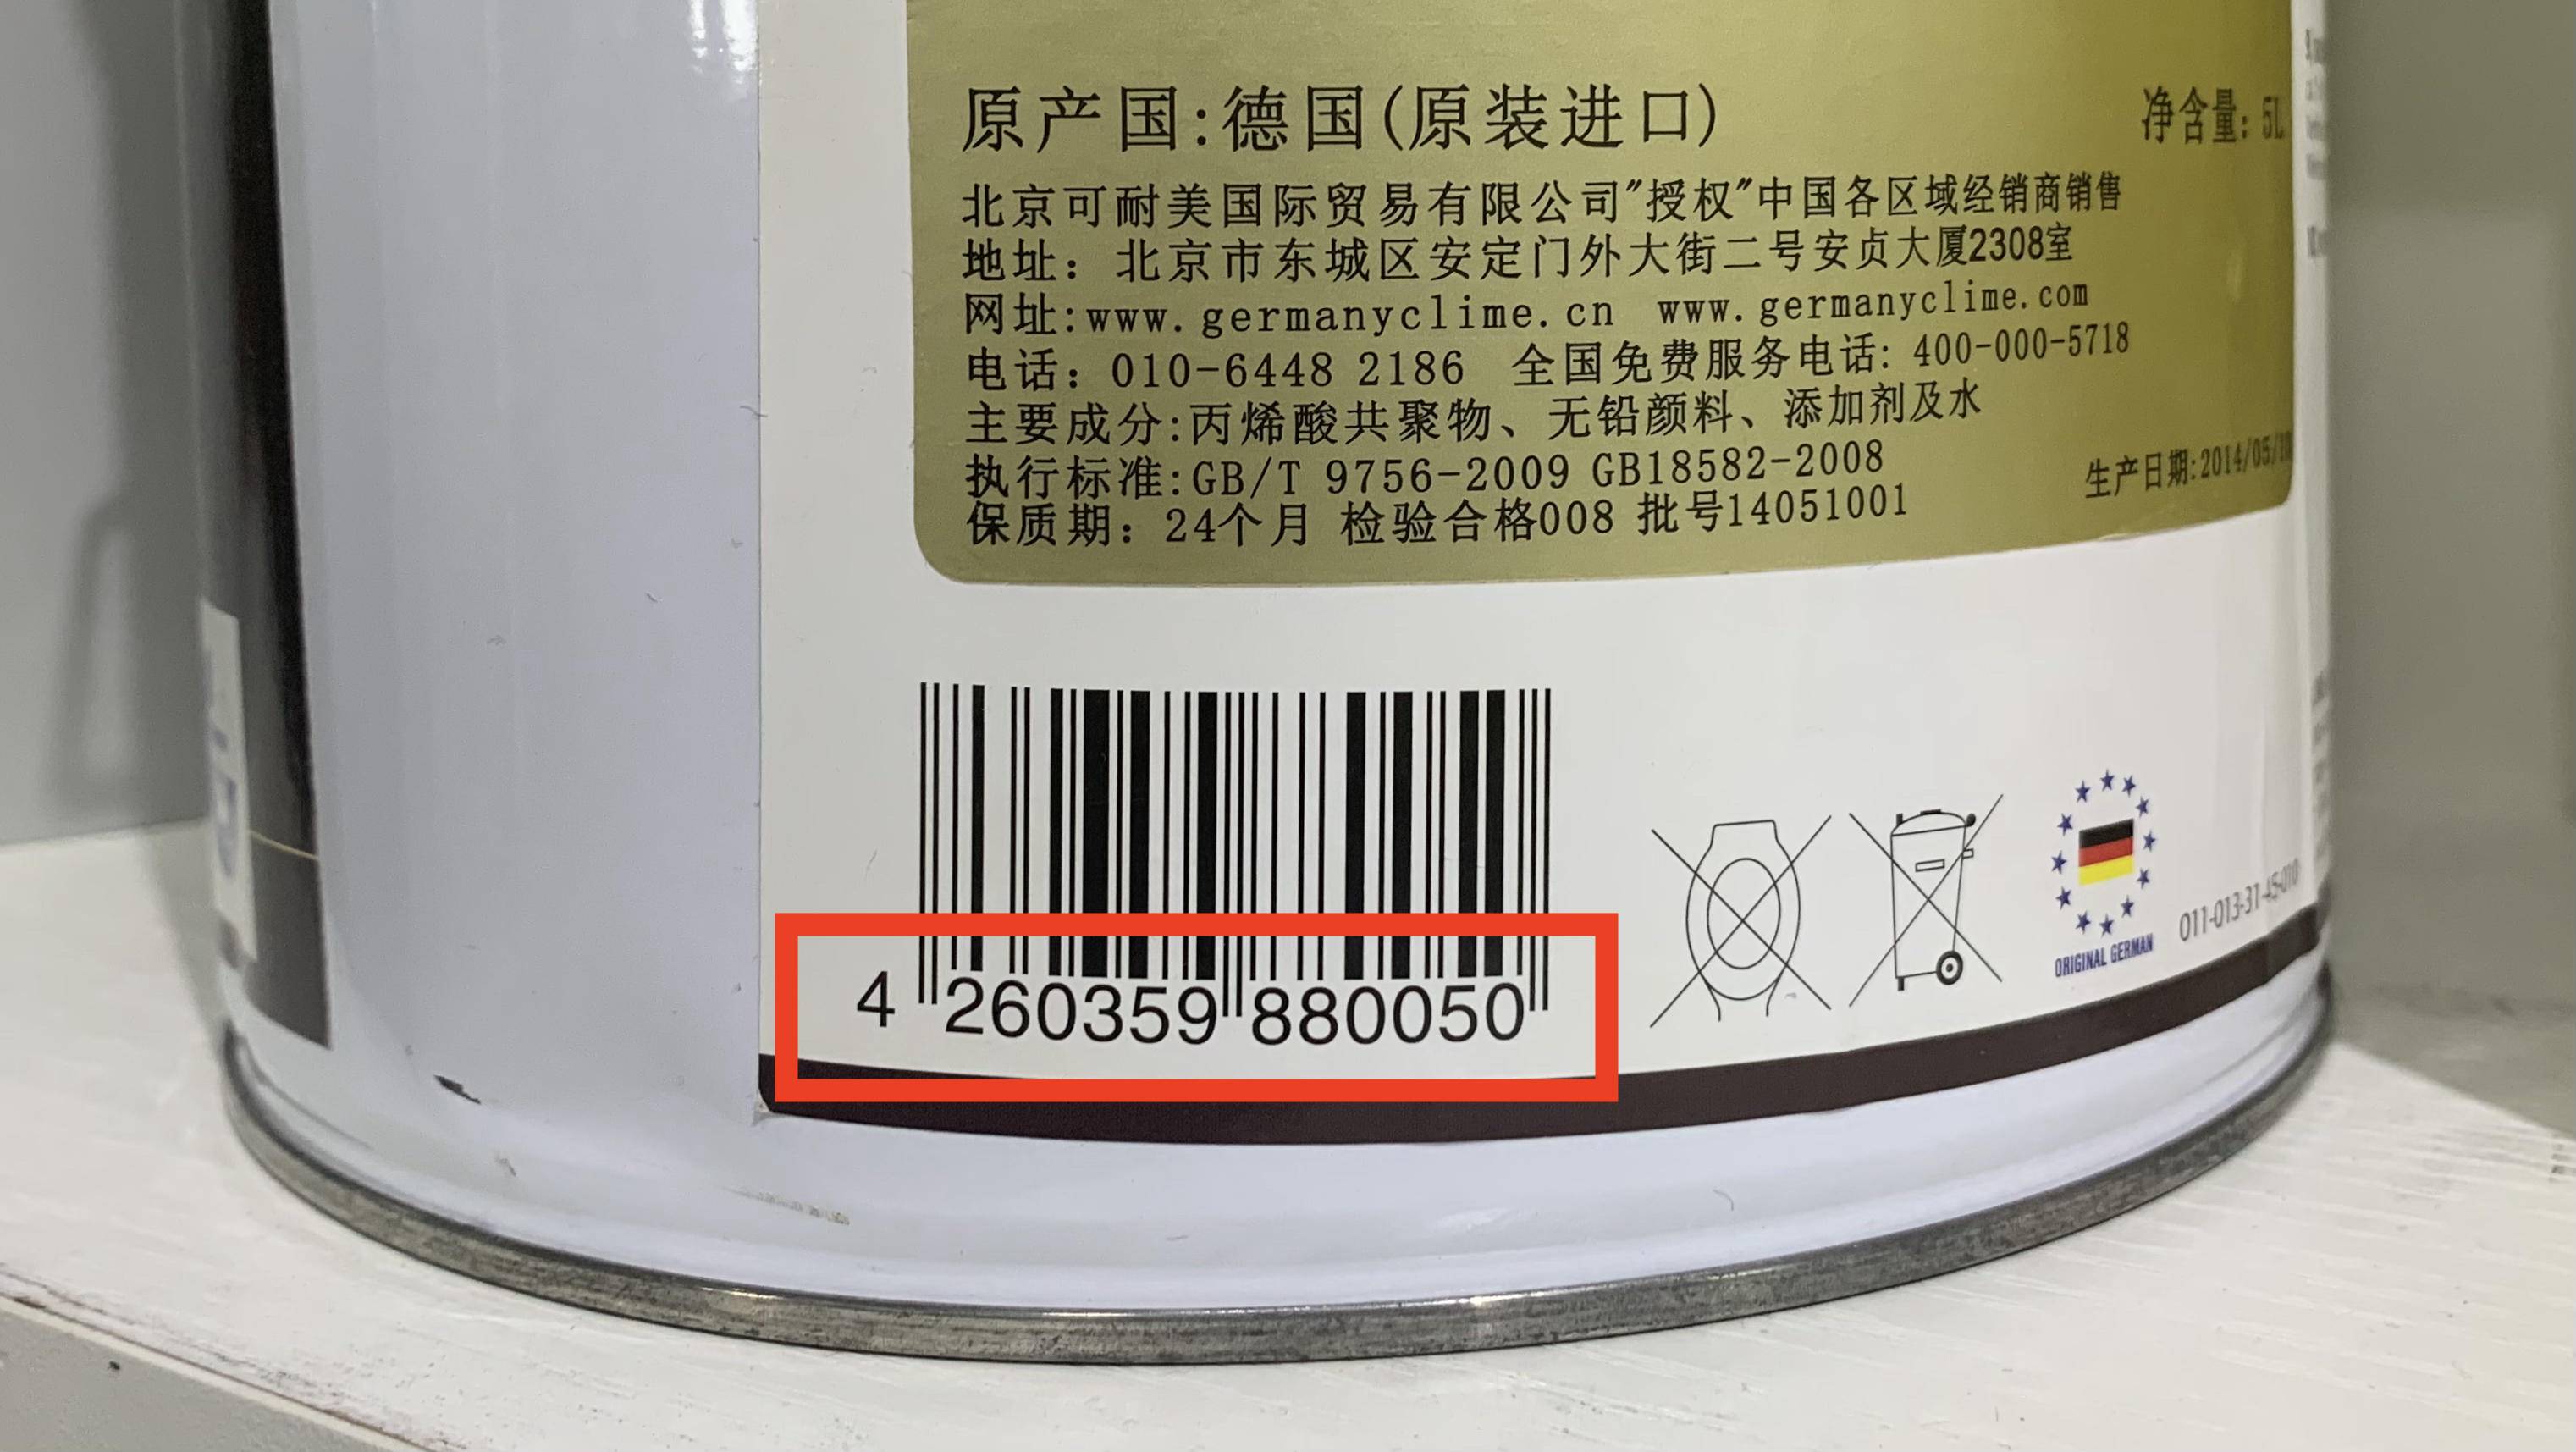 原产国:德国(原装进口)
净含量: 5L
北京可耐美国际贸易有限公司"授权"中国各区域经销商销售
地址: 北京市东城区安定门外大街二号安贞大厦2308室
网址:www.germanyclime.cn www.germanyclime.com
电话: 010-6448 2186 全国免费服务电话: 400-000-5718
主要成分:丙烯酸共聚物、无铅颜料、添加剂及水
执行标准:GB/T 9756-2009 GB18582-2008
生产日期:2014/05/10
保质期: 24个月 检验合格008 批号14051001
4 260359 880050
ORIGINAL GERMAN
011-013-31-45-010